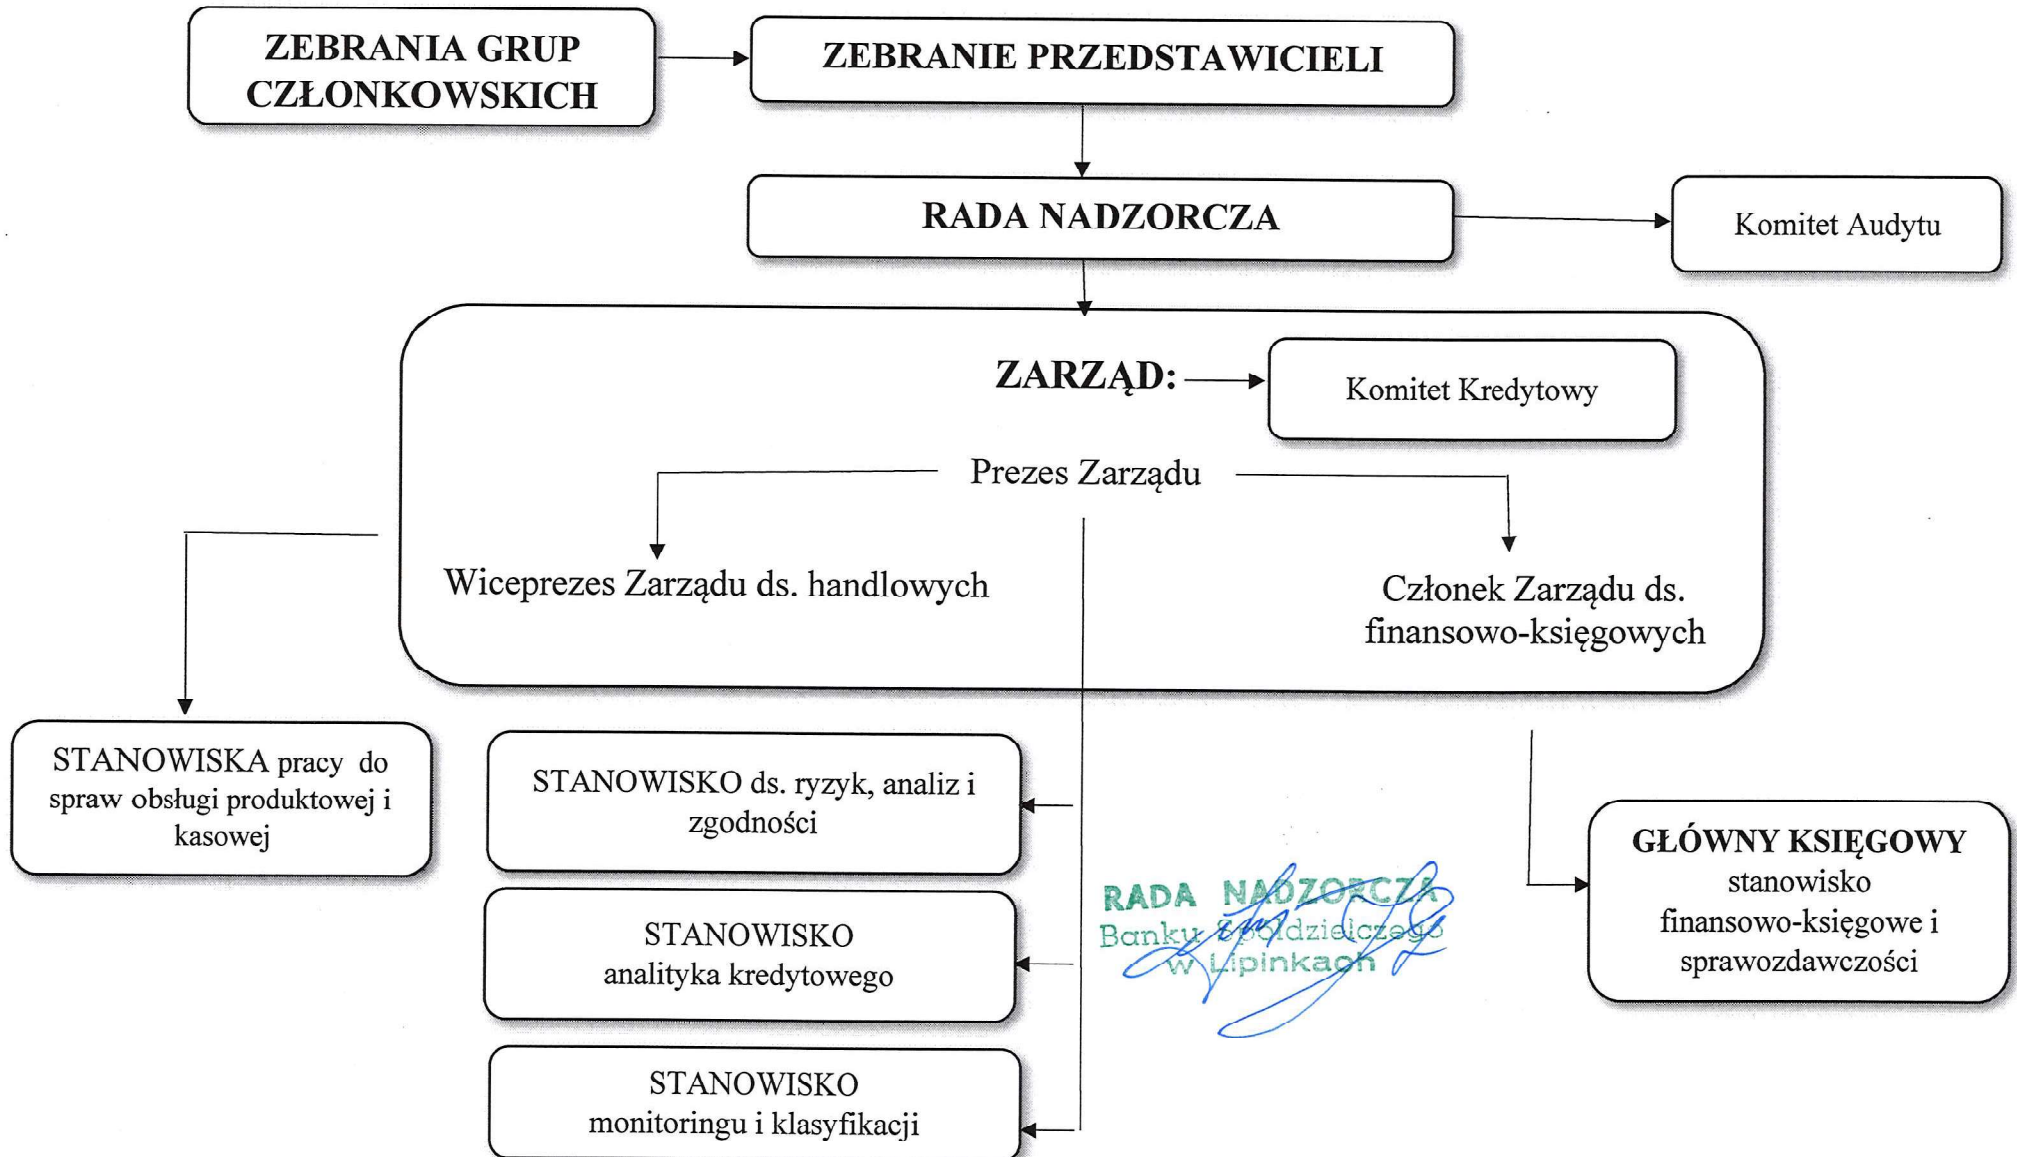 ZEBRANIA GRUP
CZŁONKOWSKICH
ZEBRANIE PRZEDSTAWICIELI
RADA NADZORCZA
Komitet Audytu
ZARZĄD:
Komitet Kredytowy
Prezes Zarządu
Wiceprezes Zarządu ds. handlowych
Członek Zarządu ds.
finansowo-księgowych
STANOWISKA pracy do
spraw obsługi produktowej i
kasowej
STANOWISKO ds. ryzyk, analiz i
zgodności
STANOWISKO
analityka kredytowego
STANOWISKO
monitoringu i klasyfikacji
GŁÓWNY KSIĘGOWY
stanowisko
finansowo-księgowe i
sprawozdawczości
RADA NADZORCZA
Banku Spółdzielczego
w Lipinkach